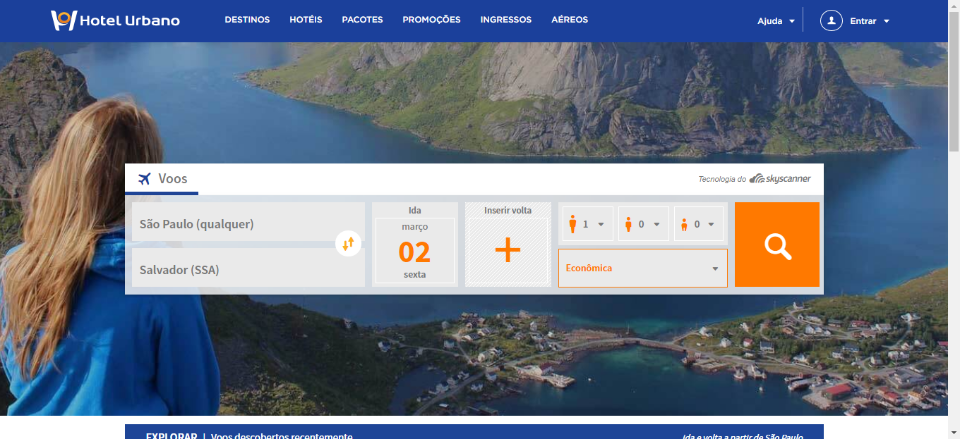 Hotel Urbano
DESTINOS HOTÉIS PACOTES PROMOÇÕES INGRESSOS AÉREOS
Ajuda Entrar
Voos
Tecnologia do skyscanner
São Paulo (qualquer)
Salvador (SSA)
Ida
março
02
sexta
Inserir volta
+
1 0 0
Econômica
EXPLORAR | Voos descobertos recentemente
Ida e volta a partir de São Paulo